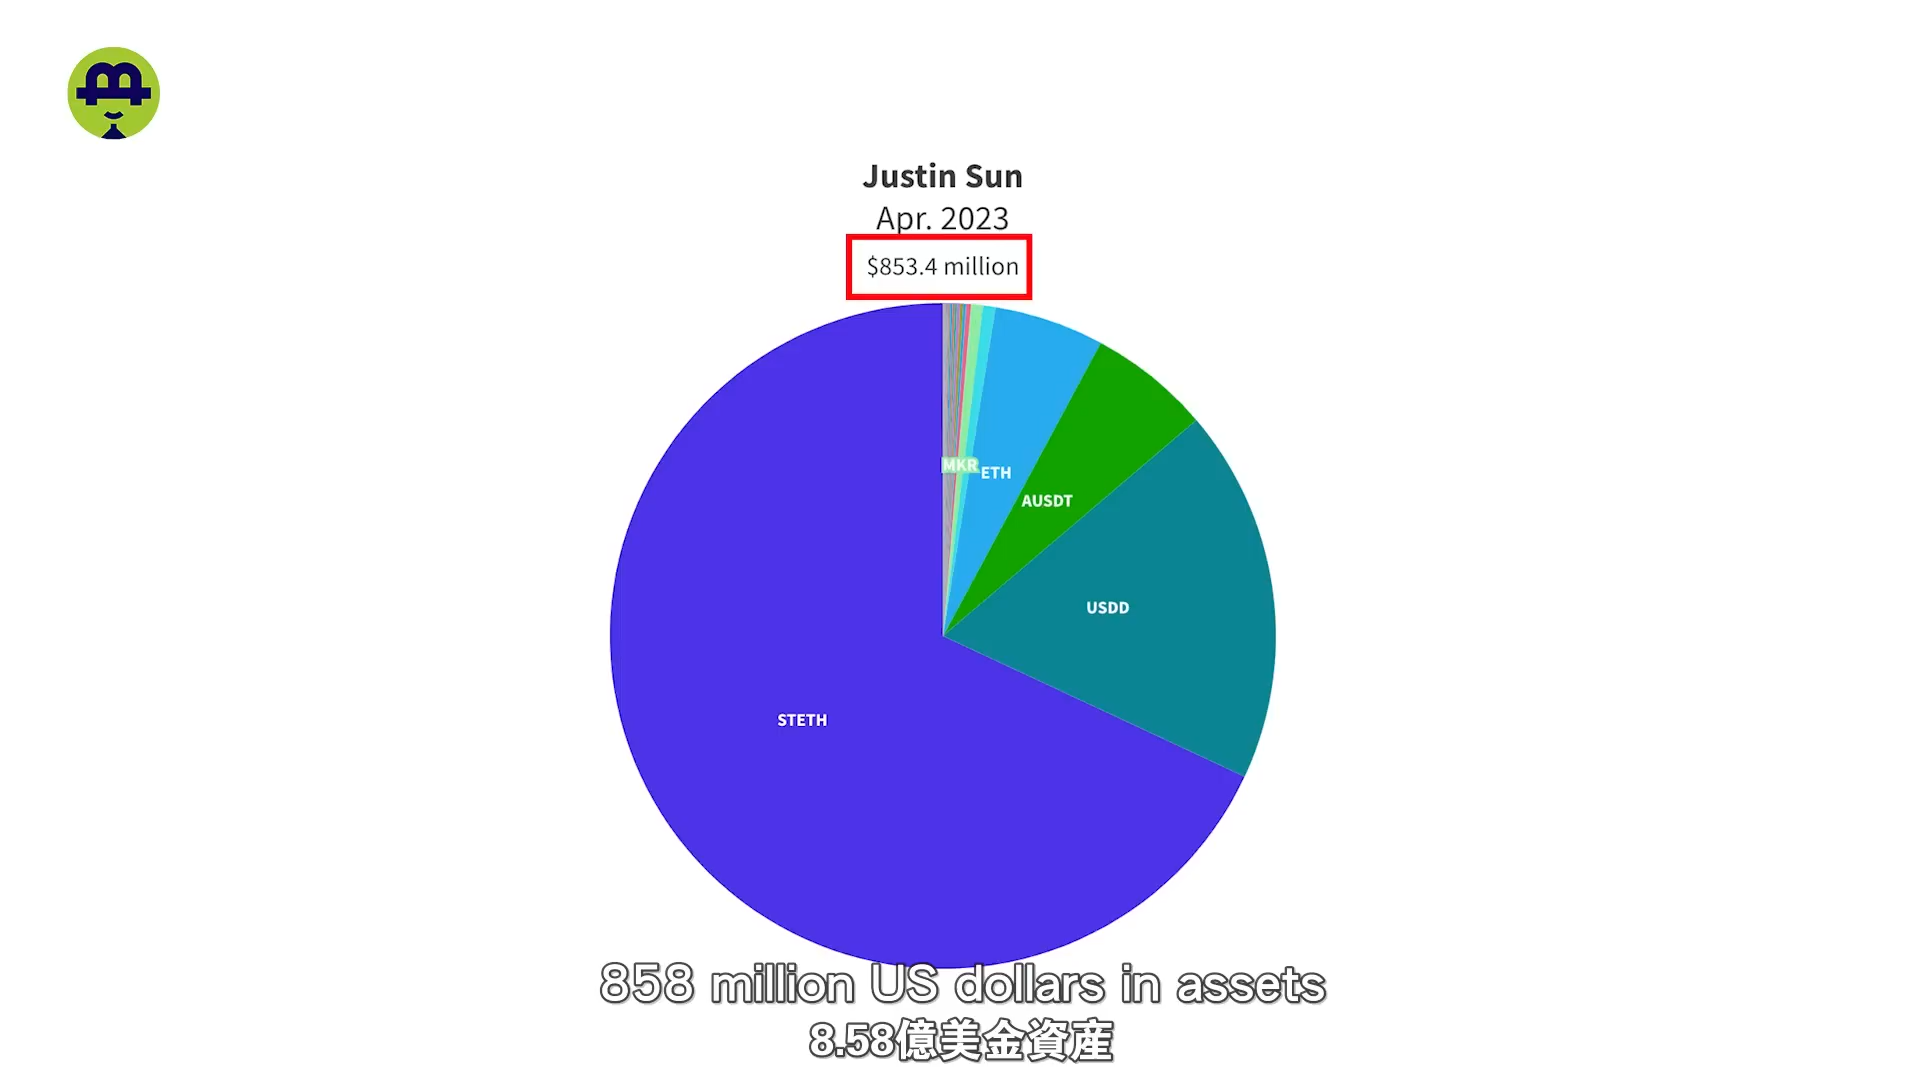 Justin Sun
Apr. 2023
$853.4 million
MKR
ETH
AUSDT
USDD
STETH
858 million US dollars in assets
8.58億美金資産